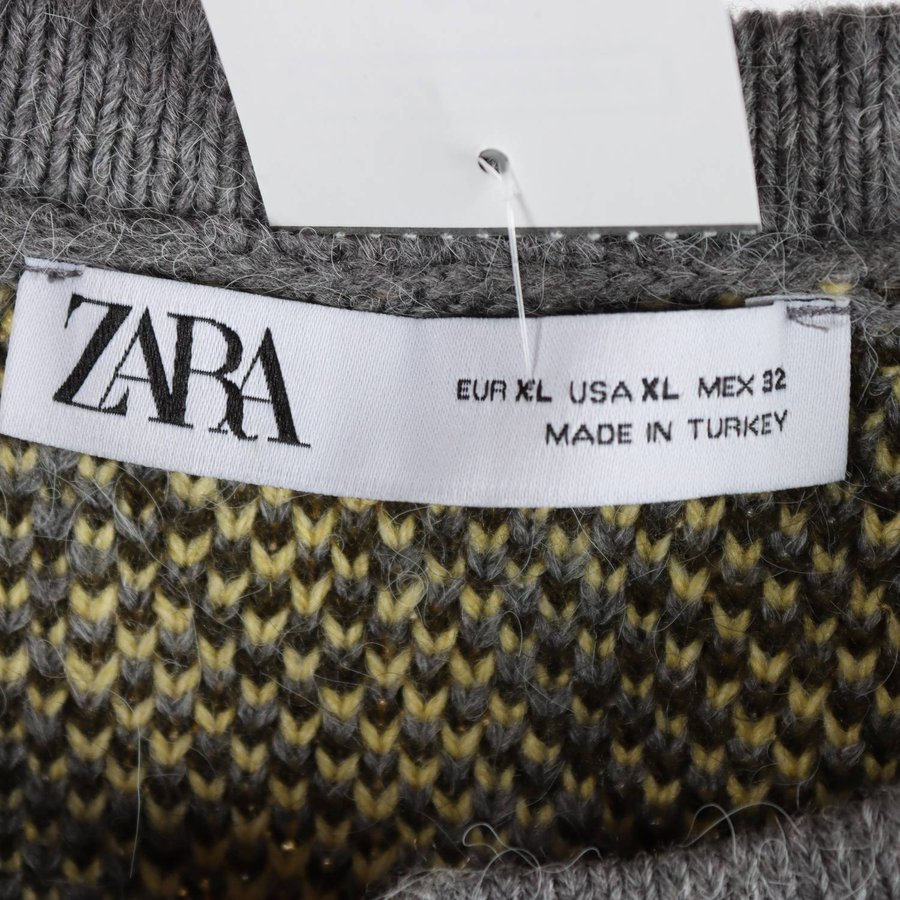 ZARA
EUR XL USA XL MEX 32
MADE IN TURKEY